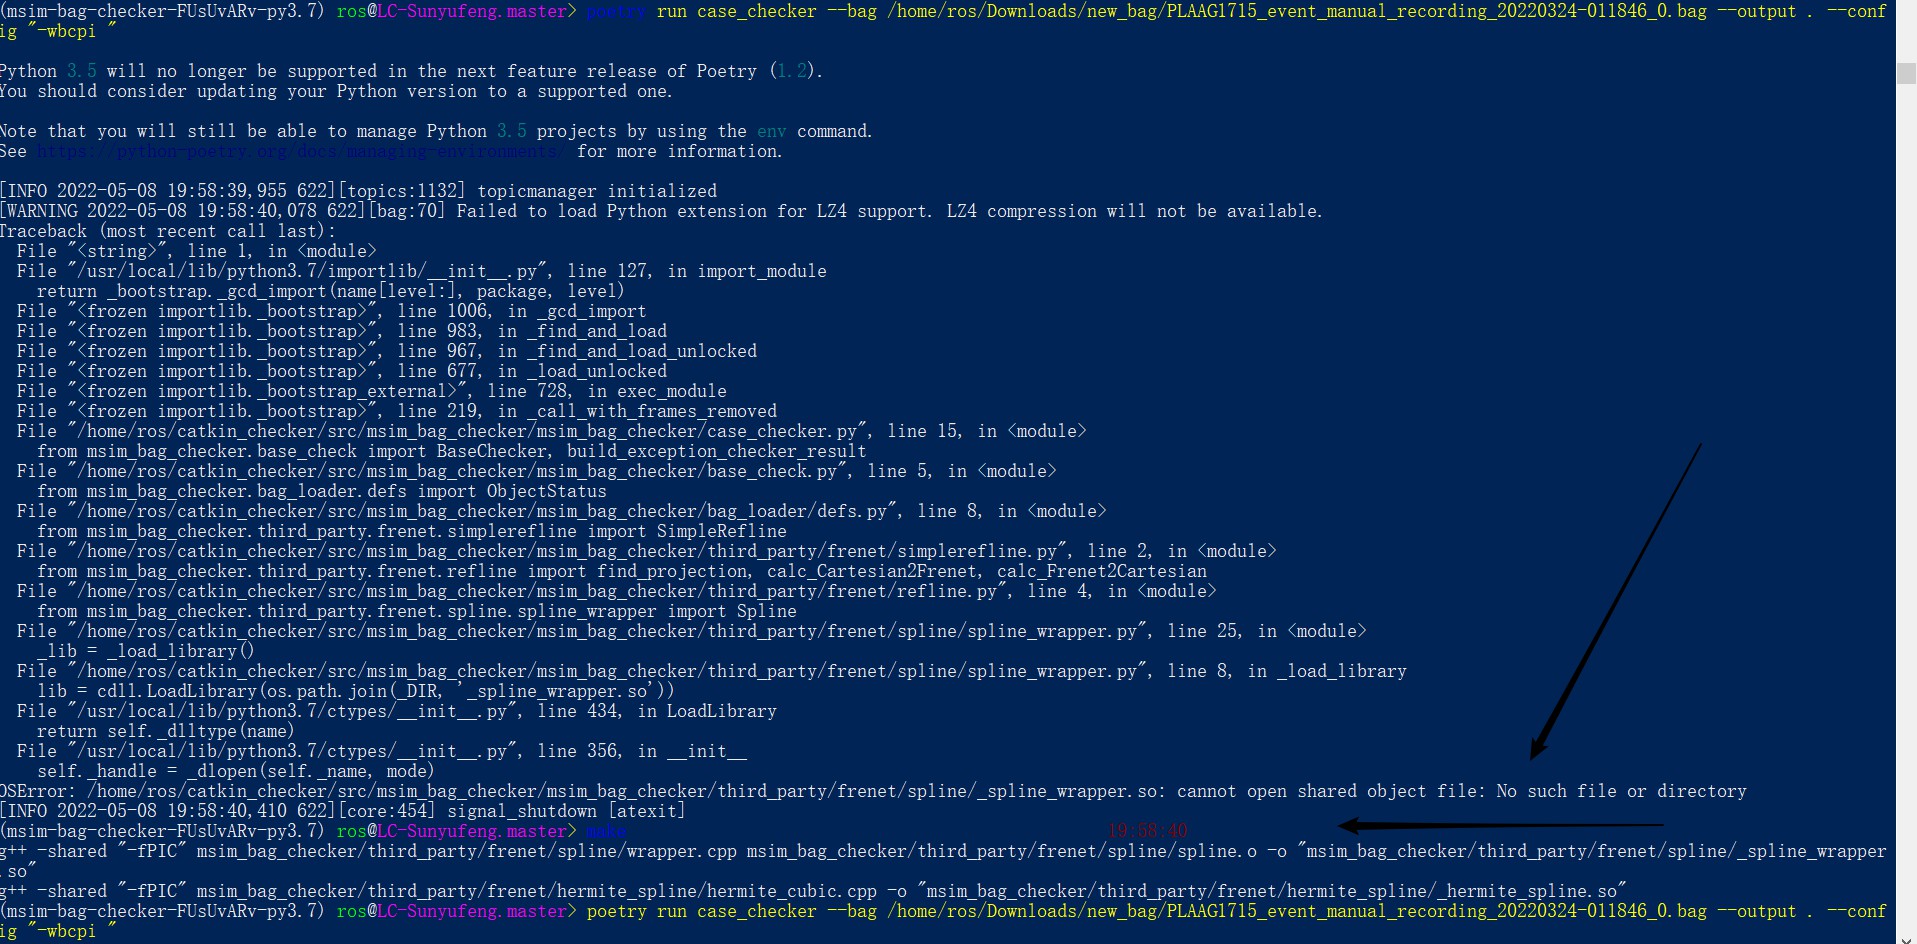 (msim-bag-checker-FUsUvARv-py3.7) ros@LC-Sunyufeng.master> poetry run case_checker --bag /home/ros/Downloads/new_bag/PLAAG1715_event_manual_recording_20220324-011846_0.bag --output . --conf
ig "-wbcpi "
Python 3.5 will no longer be supported in the next feature release of Poetry (1.2).
You should consider updating your Python version to a supported one.
Note that you will still be able to manage Python 3.5 projects by using the env command.
See https://python-poetry.org/docs/managing-environments/ for more information.
[INFO 2022-05-08 19:58:39,955 622][topics:1132] topicmanager initialized
[WARNING 2022-05-08 19:58:40,078 622][bag:70] Failed to load Python extension for LZ4 support. LZ4 compression will not be available.
Traceback (most recent call last):
  File "<string>", line 1, in <module>
  File "/usr/local/lib/python3.7/importlib/__init__.py", line 127, in import_module
    return _bootstrap._gcd_import(name[level:], package, level)
  File "<frozen importlib._bootstrap>", line 1006, in _gcd_import
  File "<frozen importlib._bootstrap>", line 983, in _find_and_load
  File "<frozen importlib._bootstrap>", line 967, in _find_and_load_unlocked
  File "<frozen importlib._bootstrap>", line 677, in _load_unlocked
  File "<frozen importlib._bootstrap_external>", line 728, in exec_module
  File "<frozen importlib._bootstrap>", line 219, in _call_with_frames_removed
  File "/home/ros/catkin_checker/src/msim_bag_checker/msim_bag_checker/case_checker.py", line 15, in <module>
    from msim_bag_checker.base_check import BaseChecker, build_exception_checker_result
  File "/home/ros/catkin_checker/src/msim_bag_checker/msim_bag_checker/base_check.py", line 5, in <module>
    from msim_bag_checker.bag_loader.defs import ObjectStatus
  File "/home/ros/catkin_checker/src/msim_bag_checker/msim_bag_checker/bag_loader/defs.py", line 8, in <module>
    from msim_bag_checker.third_party.frenet.simplerefline import SimpleRefline
  File "/home/ros/catkin_checker/src/msim_bag_checker/msim_bag_checker/third_party/frenet/simplerefline.py", line 2, in <module>
    from msim_bag_checker.third_party.frenet.refline import find_projection, calc_Cartesian2Frenet, calc_Frenet2Cartesian
  File "/home/ros/catkin_checker/src/msim_bag_checker/msim_bag_checker/third_party/frenet/refline.py", line 4, in <module>
    from msim_bag_checker.third_party.frenet.spline.spline_wrapper import Spline
  File "/home/ros/catkin_checker/src/msim_bag_checker/msim_bag_checker/third_party/frenet/spline/spline_wrapper.py", line 25, in <module>
    _lib = _load_library()
  File "/home/ros/catkin_checker/src/msim_bag_checker/msim_bag_checker/third_party/frenet/spline/spline_wrapper.py", line 8, in _load_library
    lib = cdll.LoadLibrary(os.path.join(_DIR, '_spline_wrapper.so'))
  File "/usr/local/lib/python3.7/ctypes/__init__.py", line 434, in LoadLibrary
    return self._dlltype(name)
  File "/usr/local/lib/python3.7/ctypes/__init__.py", line 356, in __init__
    self._handle = _dlopen(self._name, mode)
OSError: /home/ros/catkin_checker/src/msim_bag_checker/msim_bag_checker/third_party/frenet/spline/_spline_wrapper.so: cannot open shared object file: No such file or directory
[INFO 2022-05-08 19:58:40,410 622][core:454] signal_shutdown [atexit]
(msim-bag-checker-FUsUvARv-py3.7) ros@LC-Sunyufeng.master> make 19:58:40
g++ -shared "-fPIC" msim_bag_checker/third_party/frenet/spline/wrapper.cpp msim_bag_checker/third_party/frenet/spline/spline.o -o "msim_bag_checker/third_party/frenet/spline/_spline_wrapper
.so"
g++ -shared "-fPIC" msim_bag_checker/third_party/frenet/hermite_spline/hermite_cubic.cpp -o "msim_bag_checker/third_party/frenet/hermite_spline/_hermite_spline.so"
(msim-bag-checker-FUsUvARv-py3.7) ros@LC-Sunyufeng.master> poetry run case_checker --bag /home/ros/Downloads/new_bag/PLAAG1715_event_manual_recording_20220324-011846_0.bag --output . --conf
ig "-wbcpi "